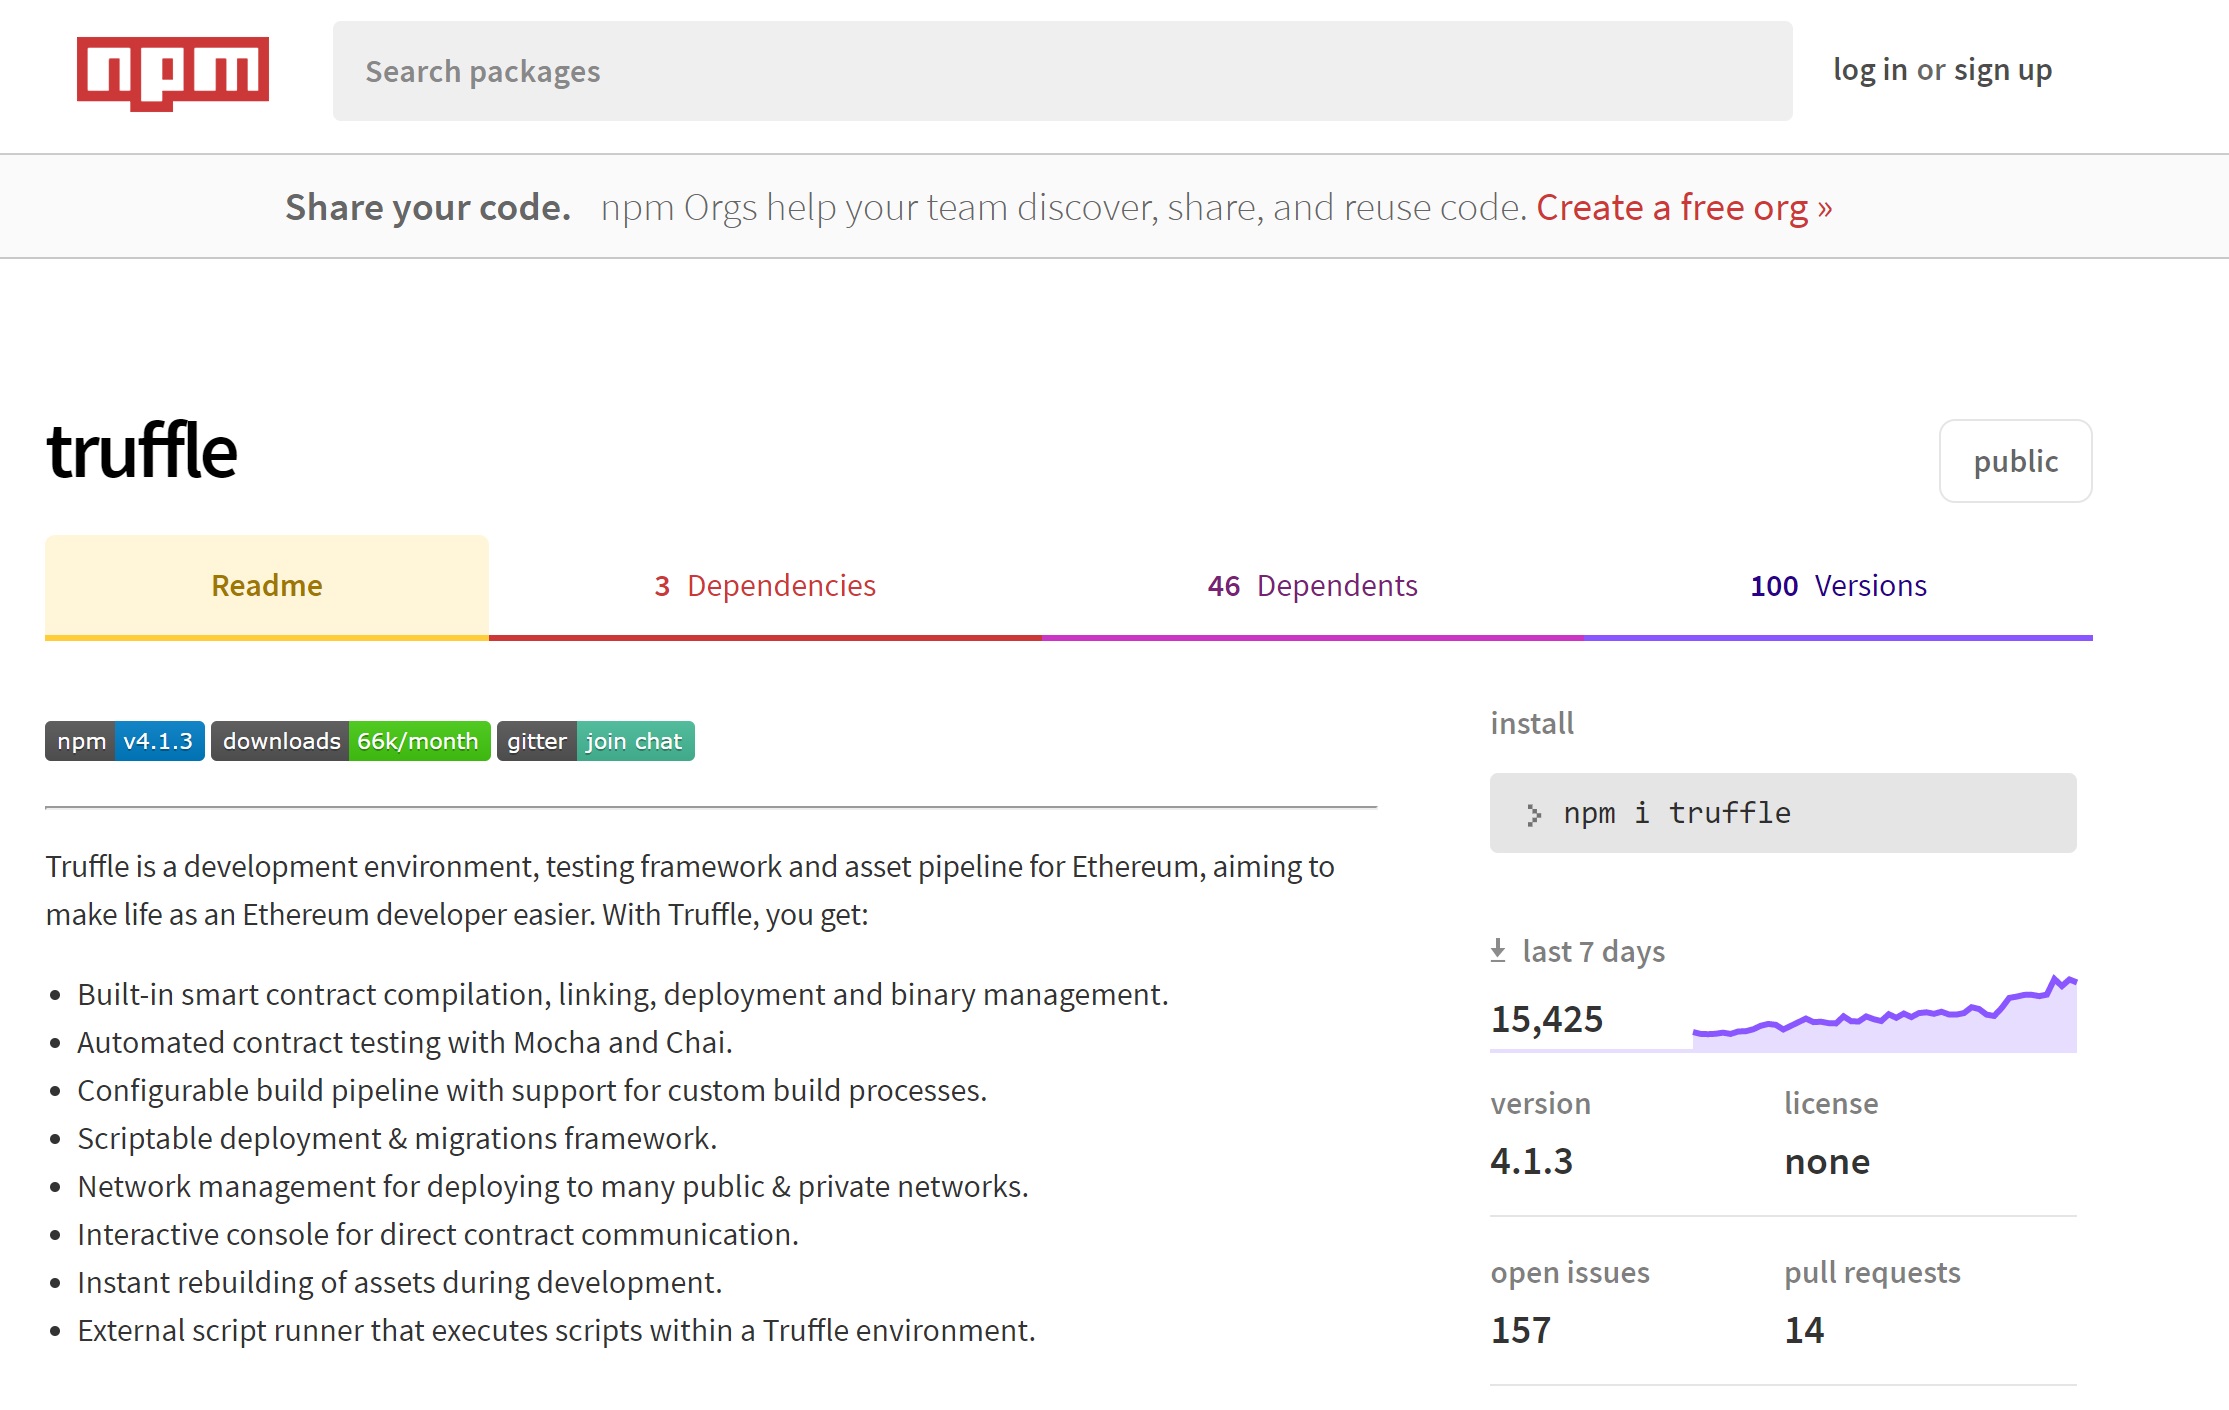 npm
Search packages
log in or sign up
Share your code. npm Orgs help your team discover, share, and reuse code. Create a free org »
truffle
public
Readme
3 Dependencies
46 Dependents
100 Versions
npm v4.1.3 downloads 66k/month gitter join chat
Truffle is a development environment, testing framework and asset pipeline for Ethereum, aiming to
make life as an Ethereum developer easier. With Truffle, you get:
• Built-in smart contract compilation, linking, deployment and binary management.
• Automated contract testing with Mocha and Chai.
• Configurable build pipeline with support for custom build processes.
• Scriptable deployment & migrations framework.
• Network management for deploying to many public & private networks.
• Interactive console for direct contract communication.
• Instant rebuilding of assets during development.
• External script runner that executes scripts within a Truffle environment.
install
npm i truffle
last 7 days
15,425
version
4.1.3
license
none
open issues
157
pull requests
14